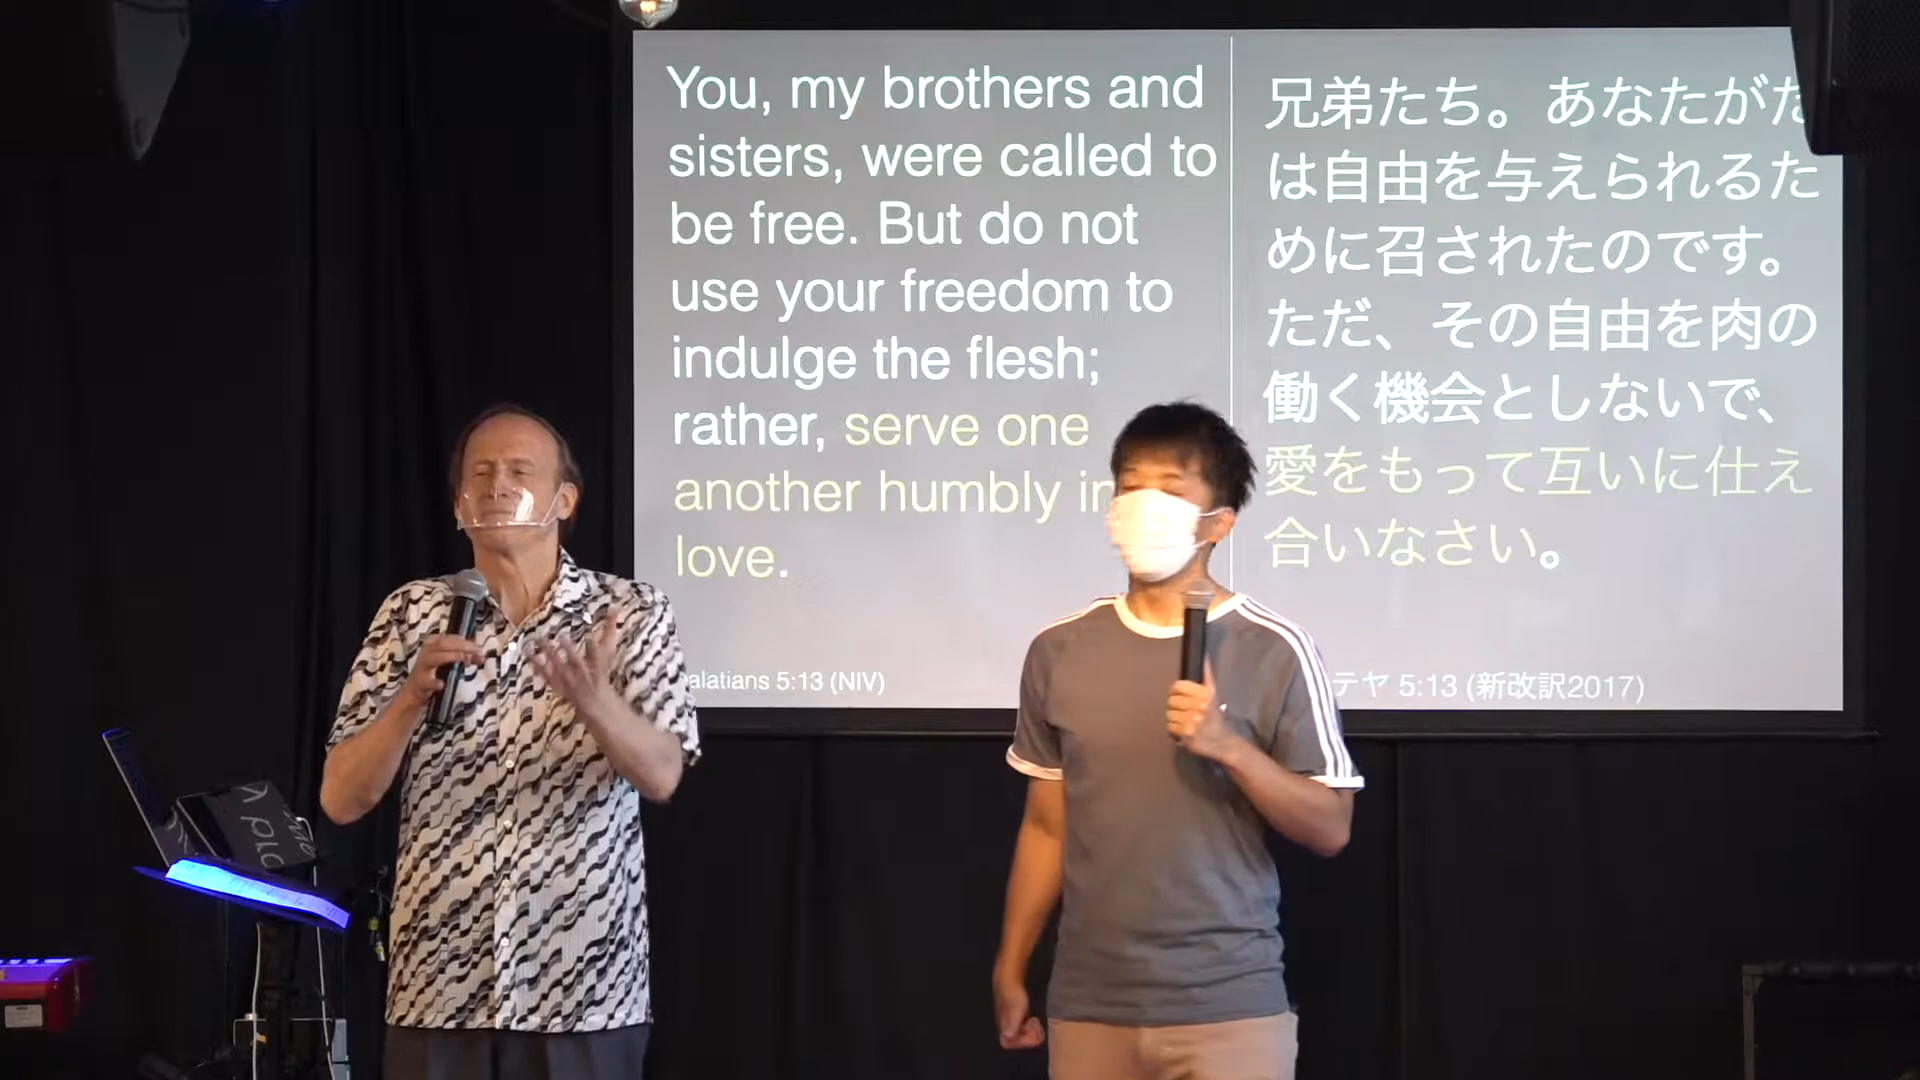 You, my brothers and
sisters, were called to
be free. But do not
use your freedom to
indulge the flesh;
rather, serve one
another humbly in
love.
alatians 5:13 (NIV)
兄弟たち。あなたがた
は自由を与えられるた
めに召されたのです。
ただ、その自由を肉の
働く機会としないで、
愛をもって互いに仕え
合いなさい。
テヤ 5:13 (新改訳2017)